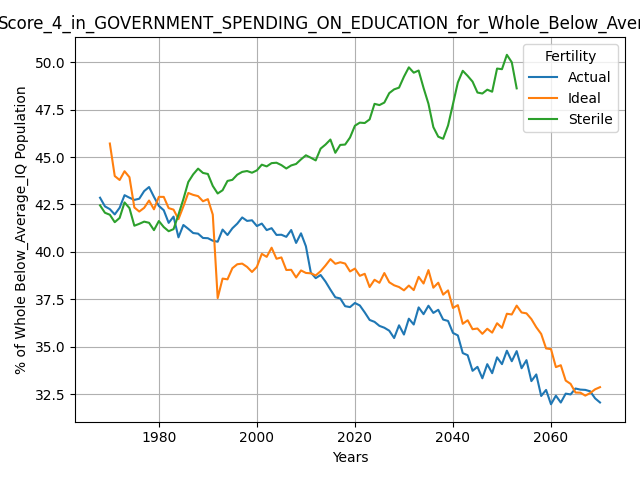 Score_4_in_GOVERNMENT_SPENDING_ON_EDUCATION_for_Whole_Below_Aver
% of Whole Below_Average_IQ Population
50.0
47.5
45.0
42.5
40.0
37.5
35.0
32.5
Fertility
Actual
Ideal
Sterile
1980
2000
2020
2040
2060
Years